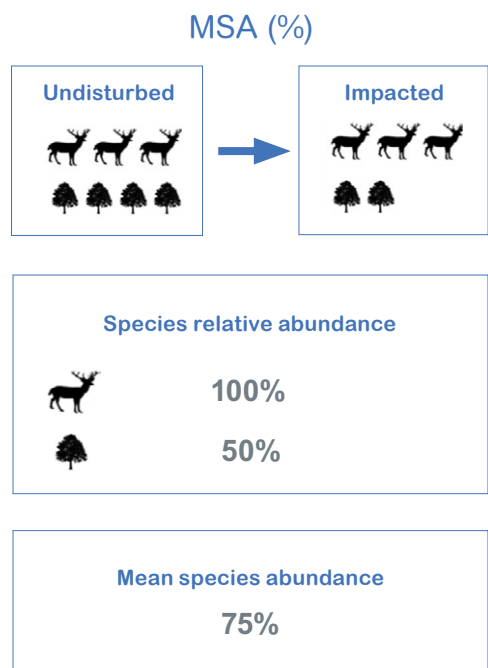 MSA (%)
Undisturbed
Impacted
Species relative abundance
100%
50%
Mean species abundance
75%